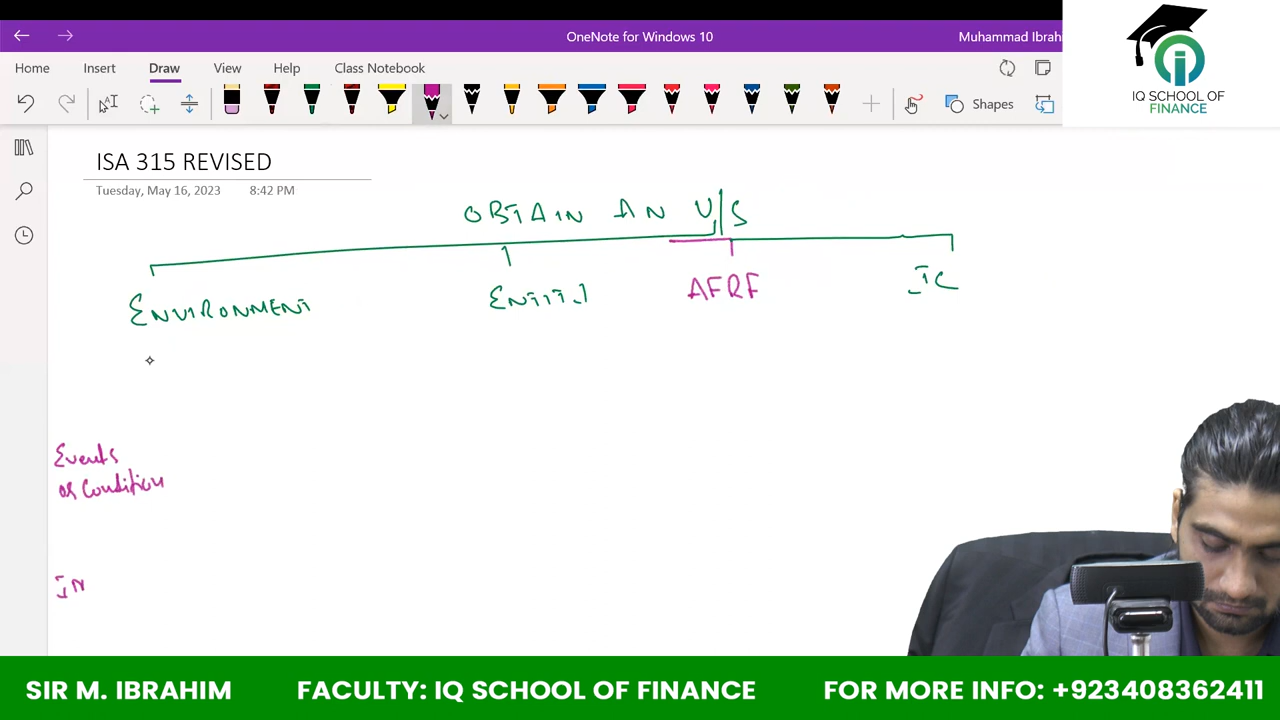 OneNote for Windows 10
Muhammad Ibrah
Home Insert Draw View Help Class Notebook
Shapes
IQ SCHOOL OF
FINANCE
ISA 315 REVISED
Tuesday, May 16, 2023 8:42 PM
OBTAIN AN U/S
ENVIRONMENT ENTITY AFRF IC
Events
or Condition
IN
SIR M. IBRAHIM FACULTY: IQ SCHOOL OF FINANCE FOR MORE INFO: +923408362411